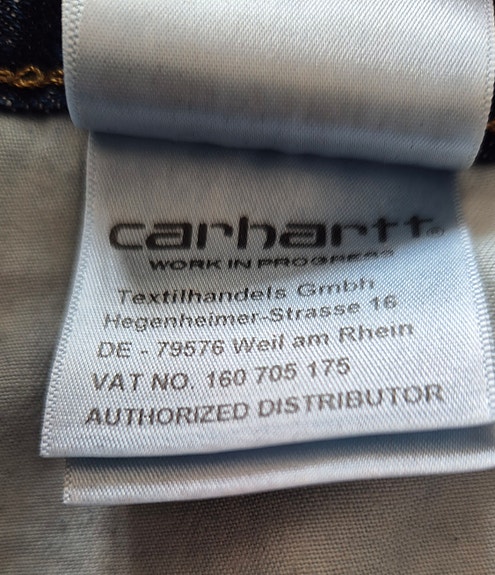 carhartt®
WORK IN PROGRESS
Textilhandels Gmbh
Hegenheimer-Strasse 16
DE - 79576 Weil am Rhein
VAT NO. 160 705 175
AUTHORIZED DISTRIBUTOR